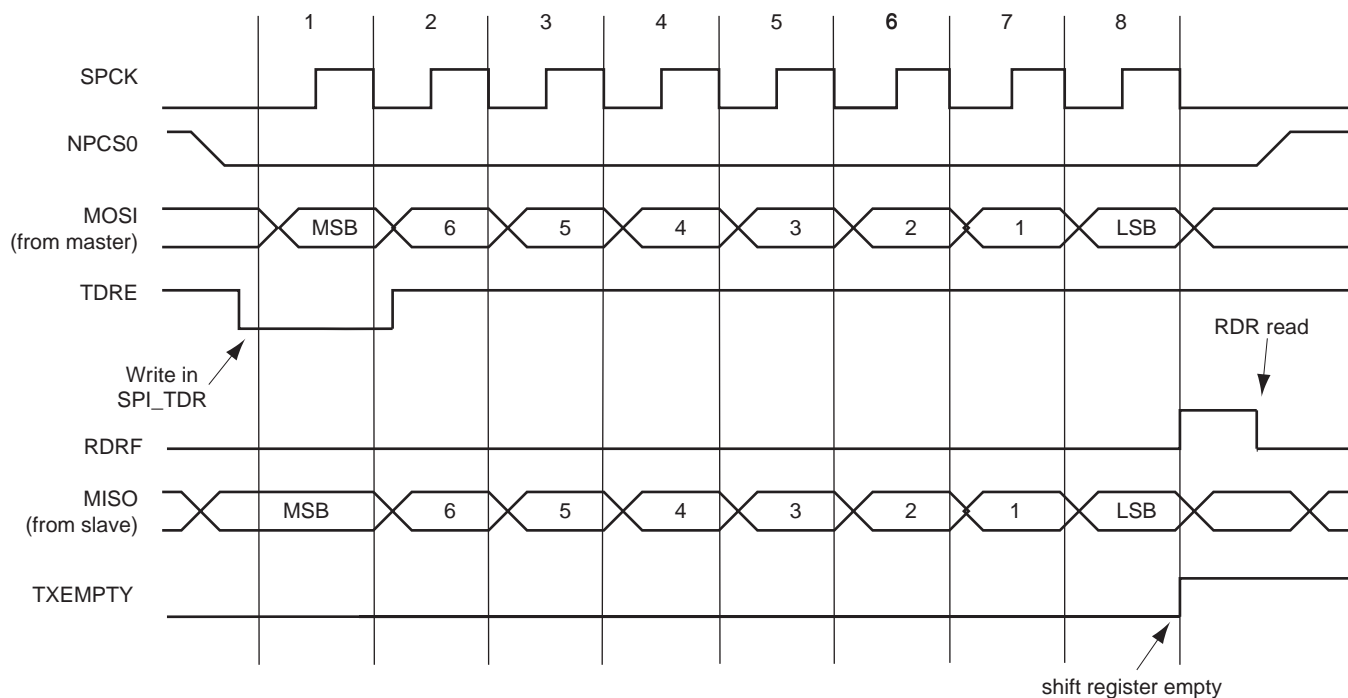 1 2 3 4 5 6 7 8
SPCK
NPCS0
MOSI
(from master)
MSB 6 5 4 3 2 1 LSB
TDRE
RDR read
Write in
SPI_TDR
RDRF
MISO
(from slave)
MSB 6 5 4 3 2 1 LSB
TXEMPTY
shift register empty